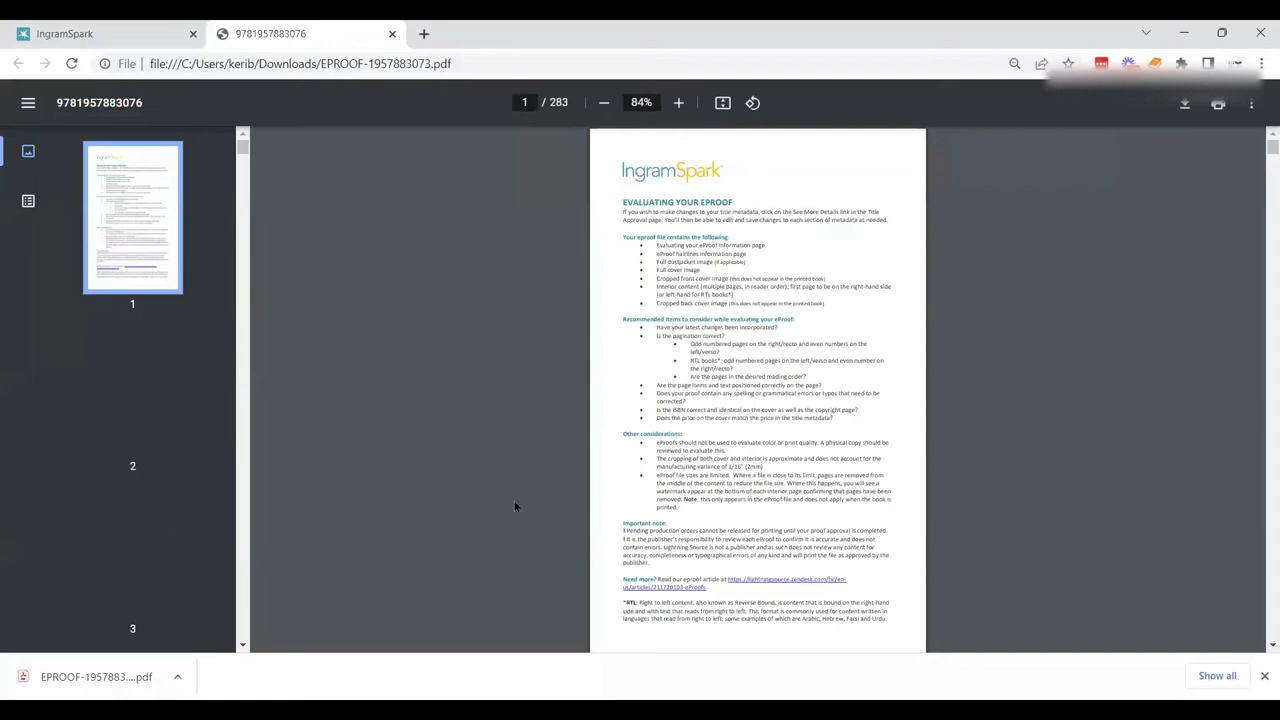 IngramSpark
9781957883076
File
file:///C:/Users/kerib/Downloads/EPROOF-1957883073.pdf
9781957883076
1 / 283
84%
1
2
3
IngramSpark
EVALUATING YOUR EPROOF
If you wish to make changes to your title metadata, click on the See More Details link in the Title
Approval page. You'll then be able to edit and save changes to each section of metadata as needed.
Your eproof file contains the following:
• Evaluating your eProof information page
• eProof hairlines information page
• Full dustjacket image (if applicable)
• Full cover image
• Cropped front cover image (this does not appear in the printed book)
• Interior content (multiple pages, in reader order), first page to be on the right-hand side
(or left-hand for RTL books*)
• Cropped back cover image (this does not appear in the printed book)
Recommended items to consider while evaluating your eProof:
• Have your latest changes been incorporated?
• Is the pagination correct?
• Odd numbered pages on the right/recto and even numbers on the
left/verso?
• RTL books*: odd numbered pages on the left/verso and even number on
the right/recto?
• Are the pages in the desired reading order?
• Are the page items and text positioned correctly on the page?
• Does your proof contain any spelling or grammatical errors or typos that need to be
corrected?
• Is the ISBN correct and identical on the cover as well as the copyright page?
• Does the price on the cover match the price in the title metadata?
Other considerations:
• eProofs should not be used to evaluate color or print quality. A physical copy should be
reviewed to evaluate this.
• The cropping of both cover and interior is approximate and does not account for the
manufacturing variance of 1/16" (2mm)
• eProof file sizes are limited. Where a file is close to its limit, pages are removed from
the middle of the content to reduce the file size. Where this happens, you will see a
watermark appear at the bottom of each interior page confirming that pages have been
removed. Note: this only appears in the eProof file and does not apply when the book is
printed.
Important note:
! Pending production orders cannot be released for printing until your proof approval is completed.
! It is the publisher's responsibility to review each eProof to confirm it is accurate and does not
contain errors. Lightning Source is not a publisher and as such does not review any content for
accuracy, completeness or typographical errors of any kind and will print the file as approved by the
publisher.
Need more? Read our eproof article at https://lightningsource.zendesk.com/hc/en-
us/articles/211720103-eProofs
*RTL: Right to left content, also known as Reverse Bound, is content that is bound on the right-hand
side and with text that reads from right to left. This format is commonly used for content written in
languages that read from right to left; some examples of which are Arabic, Hebrew, Farsi and Urdu.
EPROOF-1957883....pdf
Show all